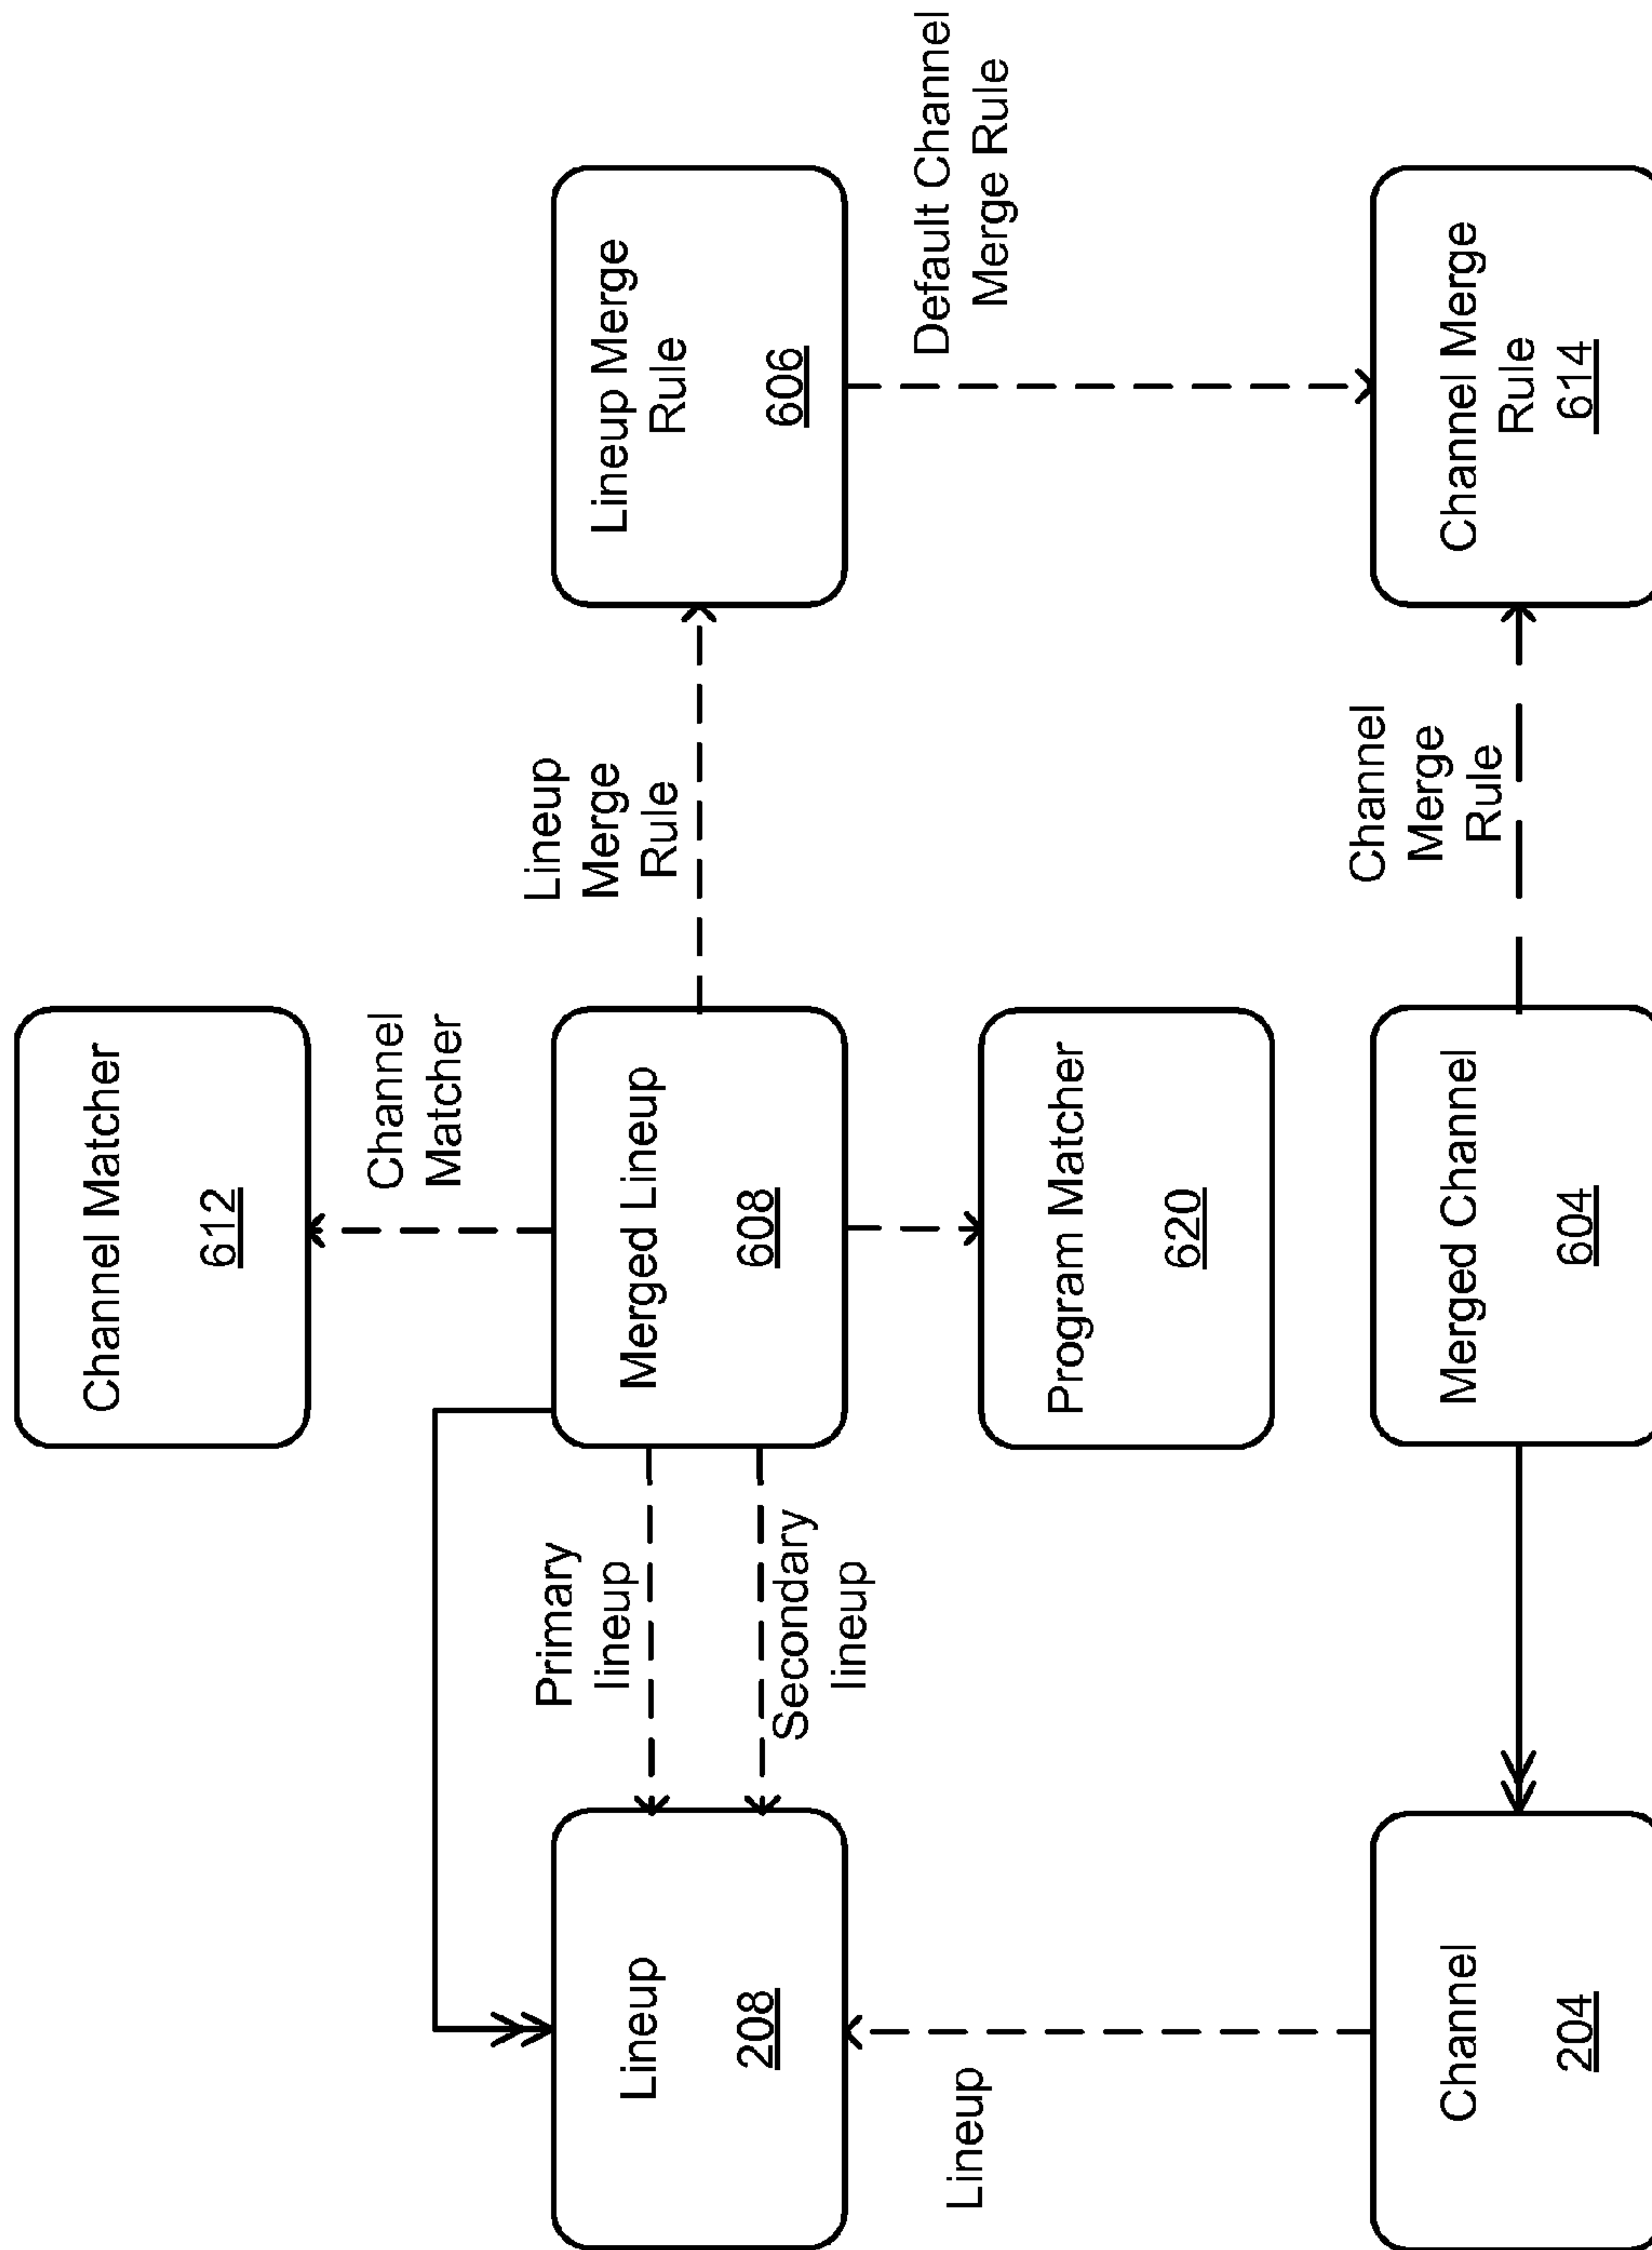 Channel Matcher
612
Channel
Matcher
Lineup
208
Primary
lineup
Secondary
lineup
Merged Lineup
608
Lineup
Merge
Rule
Lineup Merge
Rule
606
Lineup
Default Channel
Merge Rule
Program Matcher
620
Channel
204
Merged Channel
604
Channel
Merge
Rule
Channel Merge
Rule
614